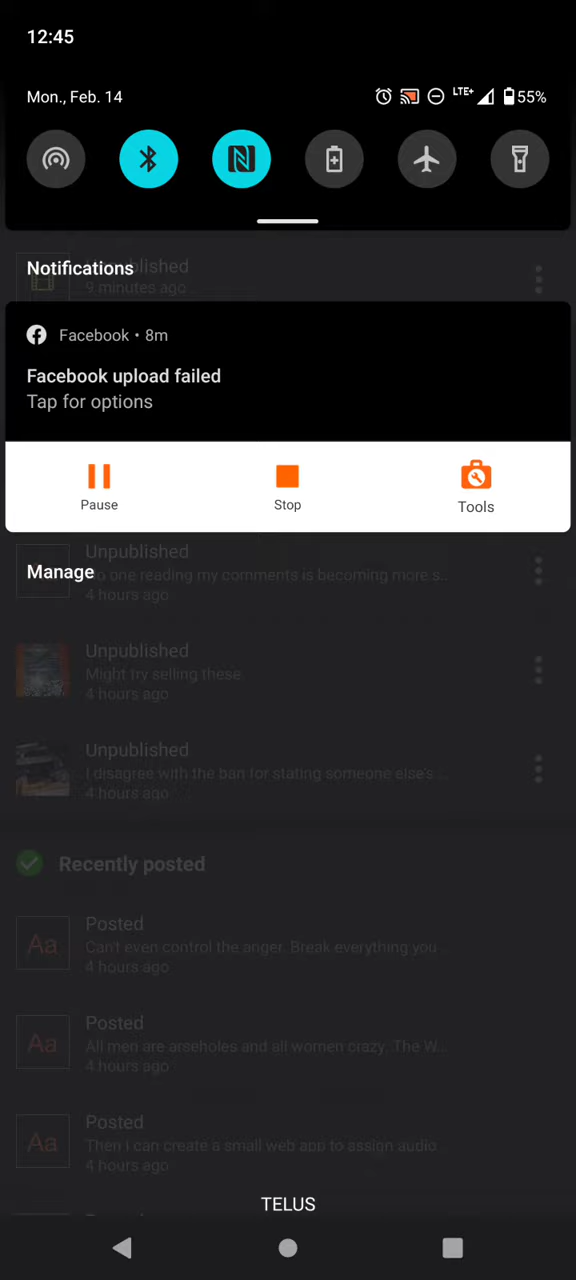 12:45
Mon., Feb. 14
LTE+
55%
Unpublished
Notifications
9 minutes ago
Facebook • 8m
Facebook upload failed
Tap for options
Pause
Stop
Tools
Unpublished
Manage
No one reading my comments is becoming more s...
4 hours ago
Unpublished
Might try selling these.
4 hours ago
Unpublished
I disagree with the ban for stating someone else's ...
4 hours ago
Recently posted
Aa
Posted
Can't even control the anger. Break everything you
4 hours ago
Aa
Posted
All men are arseholes and all women crazy. The W...
4 hours ago
Aa
Posted
Then I can create a small web app to assign audio
4 hours ago
TELUS